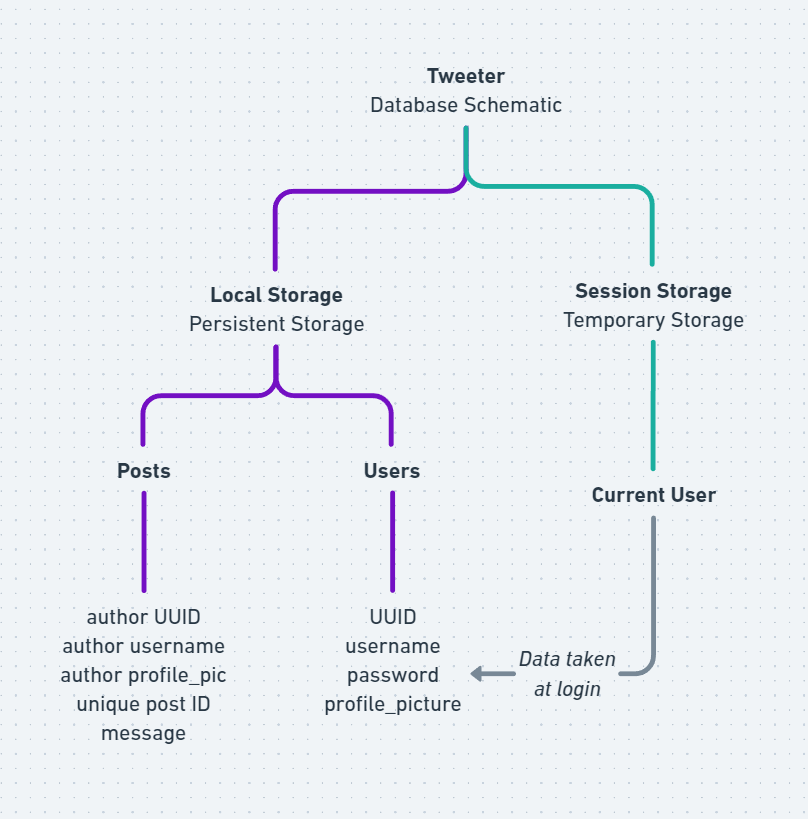 Tweeter
Database Schematic
Local Storage
Persistent Storage
Session Storage
Temporary Storage
Posts
Users
Current User
author UUID
author username
author profile_pic
unique post ID
message
UUID
username
password
profile_picture
Data taken
at login